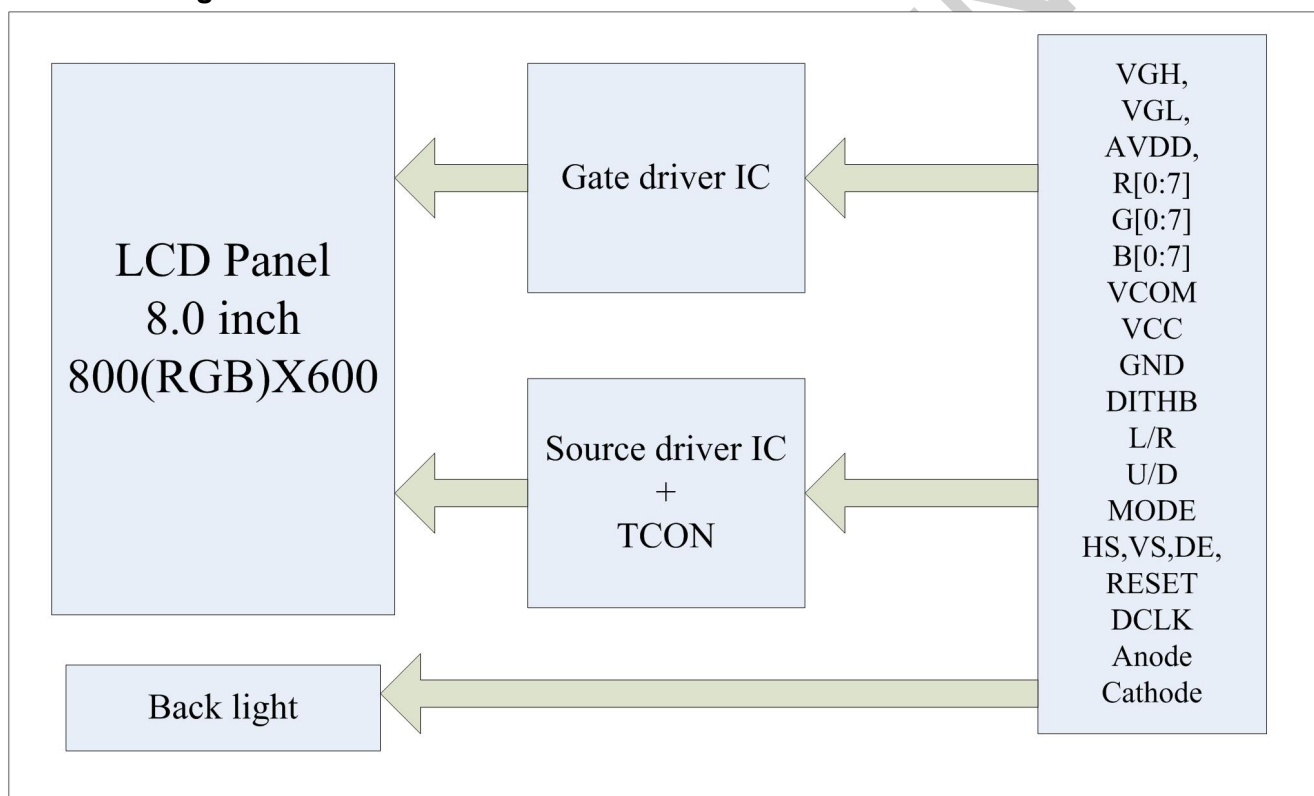 LCD Panel
8.0 inch
800(RGB)X600
Gate driver IC
Source driver IC
+
TCON
Back light
VGH,
VGL,
AVDD,
R[0:7]
G[0:7]
B[0:7]
VCOM
VCC
GND
DITHB
L/R
U/D
MODE
HS,VS,DE,
RESET
DCLK
Anode
Cathode